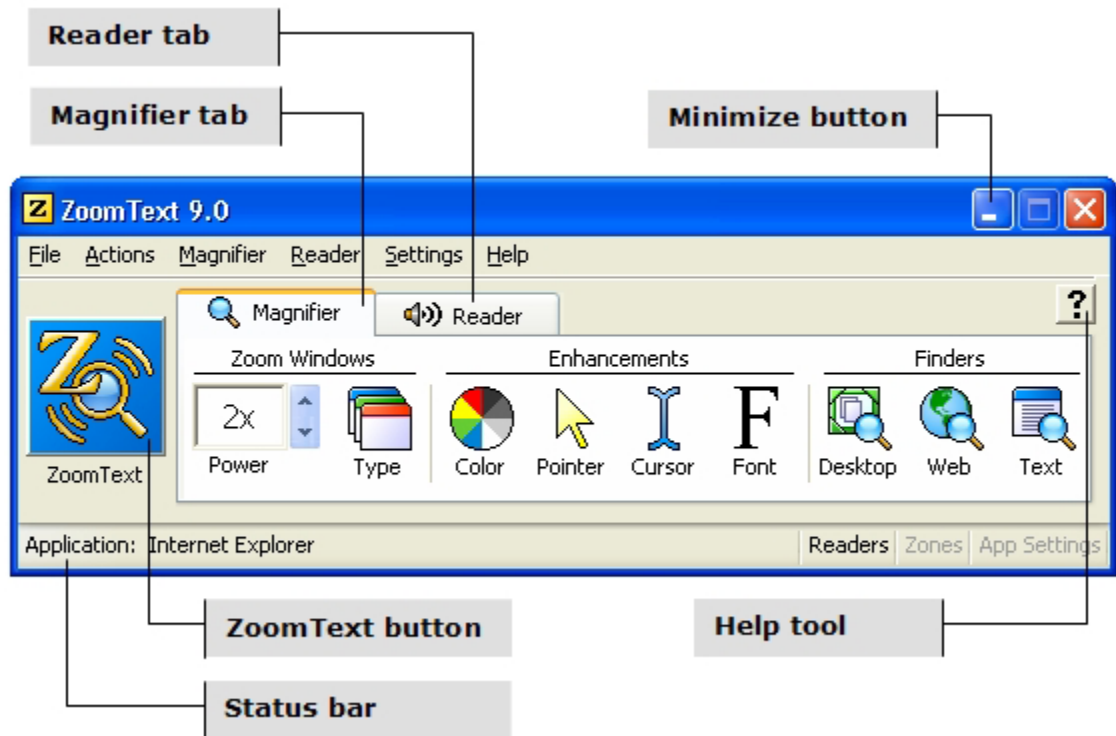 Reader tab
Magnifier tab
Minimize button
Z ZoomText 9.0
File Actions Magnifier Reader Settings Help
Magnifier Reader ?
Zoom Windows Enhancements Finders
2x F
Power Type Color Pointer Cursor Font Desktop Web Text
Z
ZoomText
Application: Internet Explorer Readers Zones App Settings
ZoomText button Help tool
Status bar